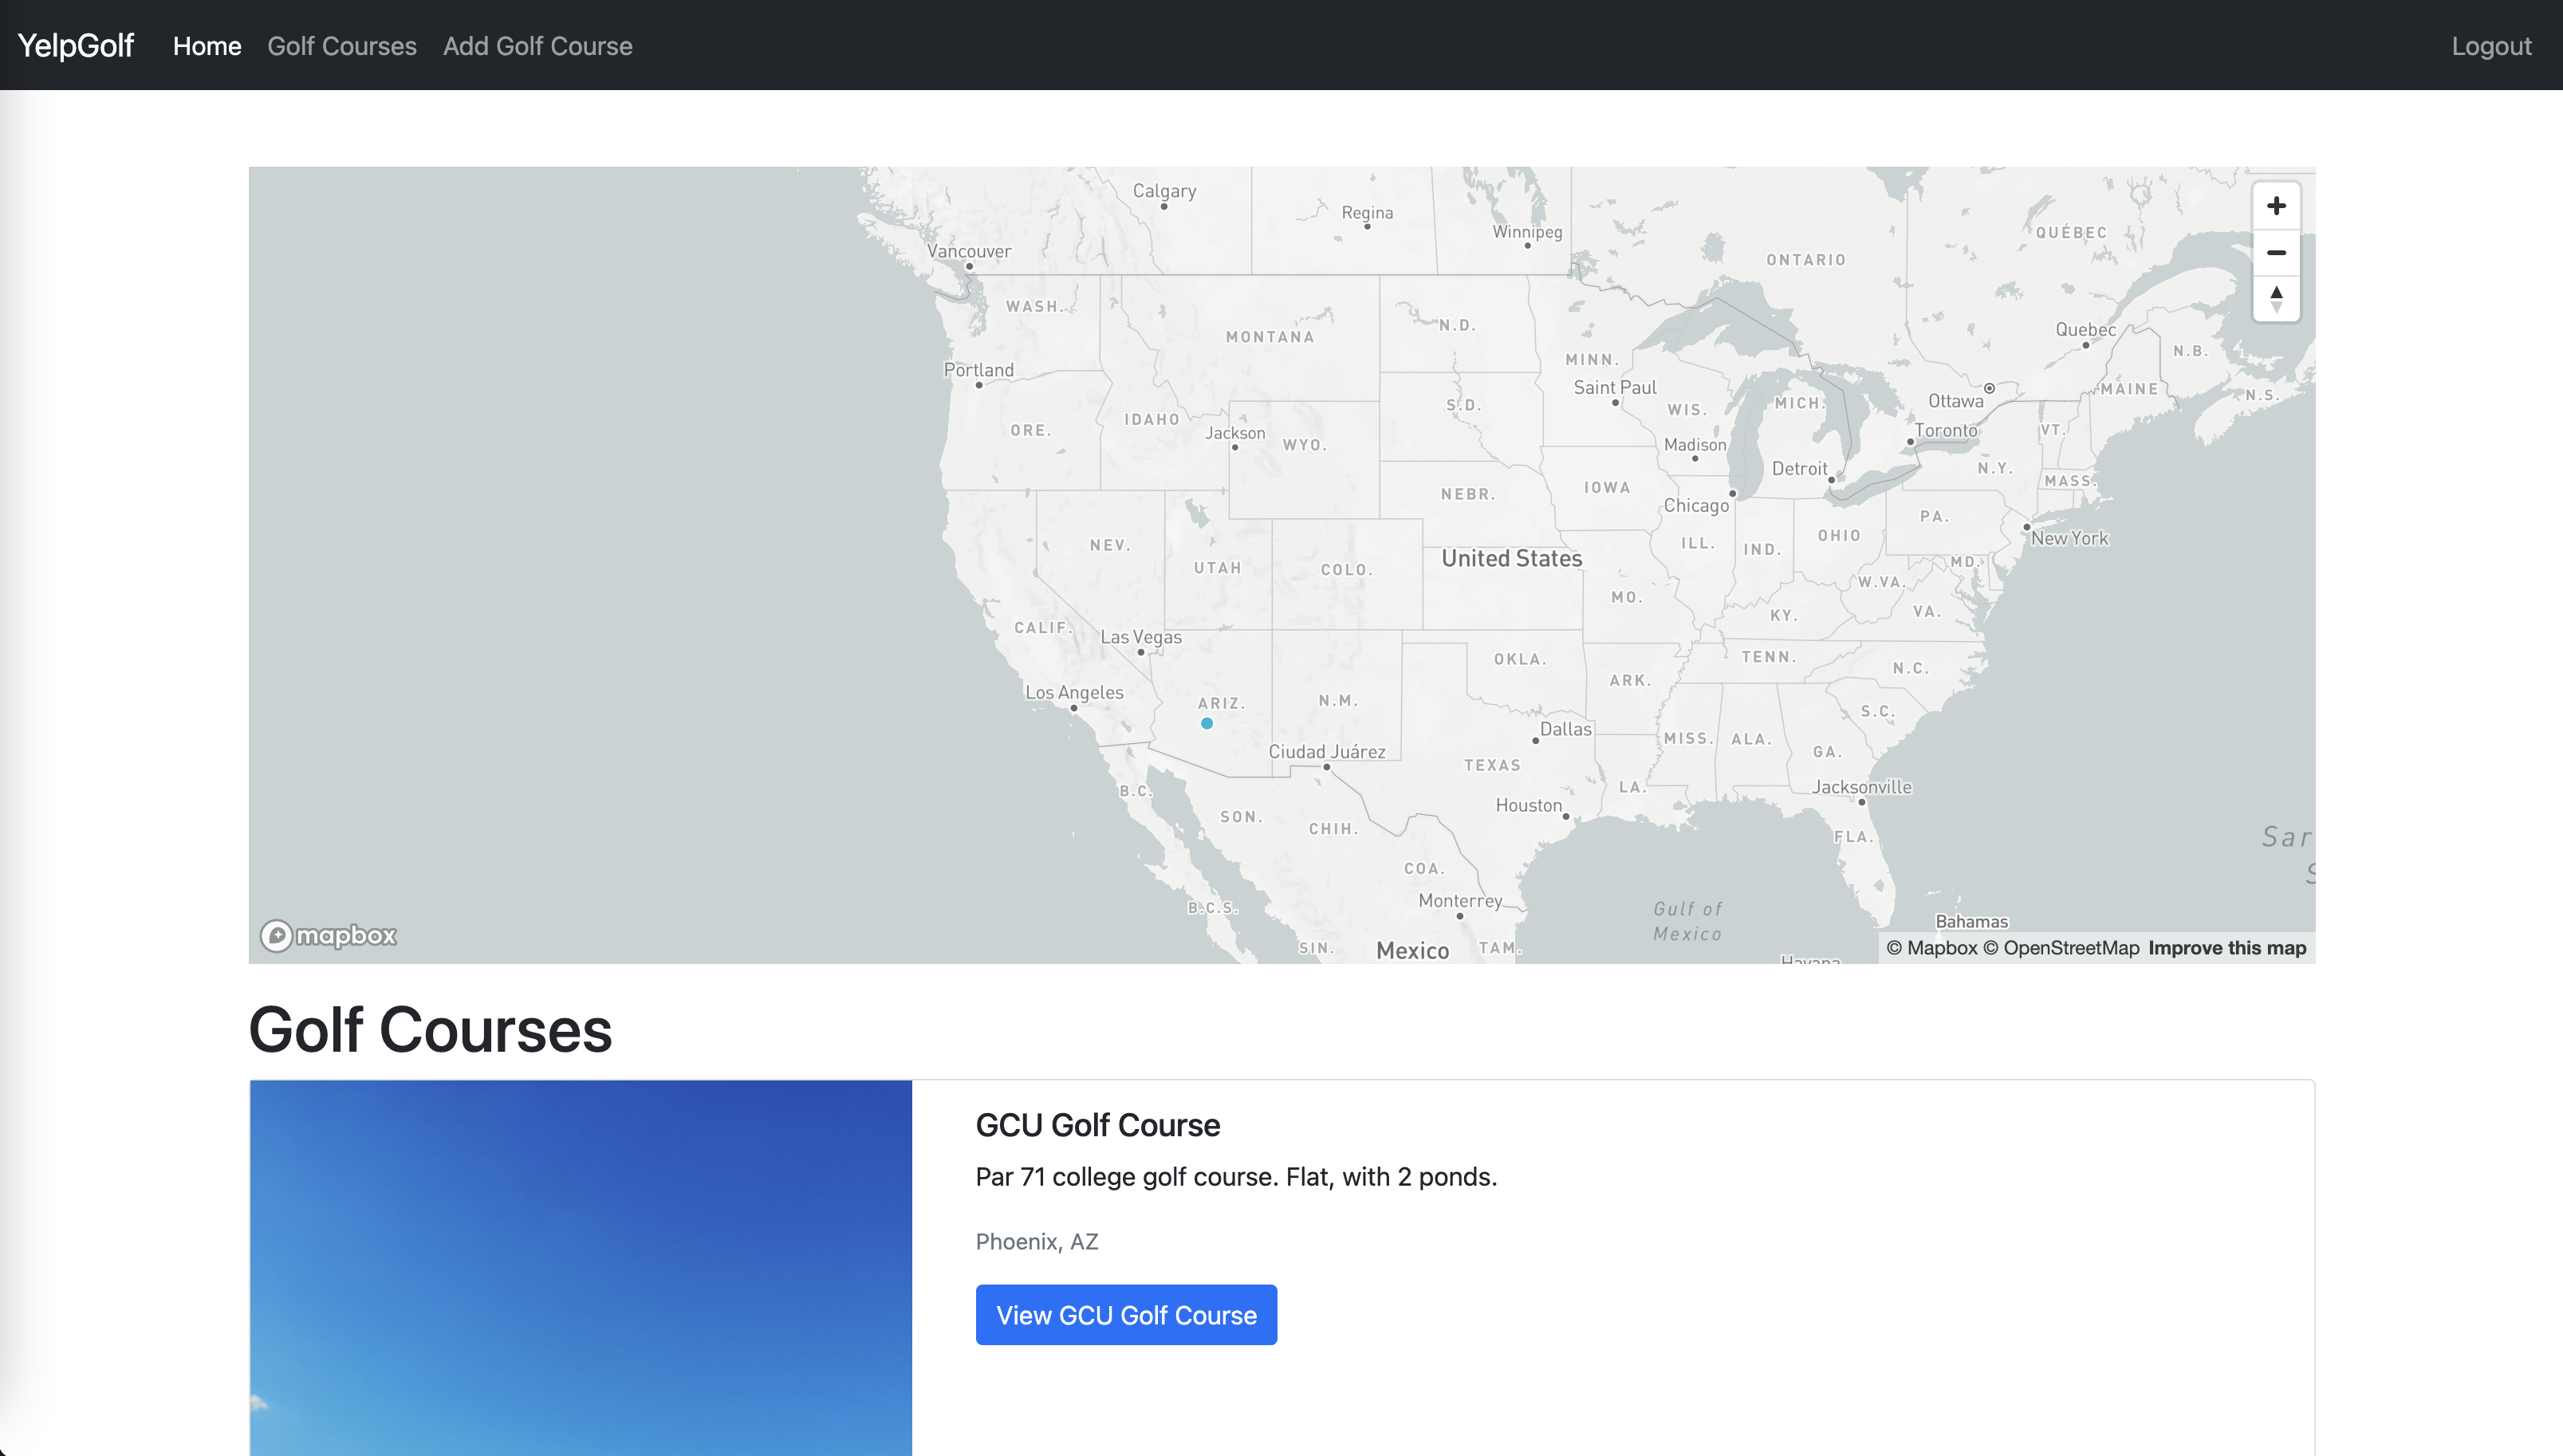 YelpGolf Home Golf Courses Add Golf Course Logout
Calgary
Regina
Winnipeg
QUÉBEC
Vancouver
ONTARIO
WASH.
N.D.
Quebec
MONTANA
N.B.
MINN.
Portland
Saint Paul
MAINE
N.S.
S.D.
WIS.
MICH.
Ottawa
IDAHO
ORE.
Jackson
WYO.
Toronto
VT.
Madison
Detroit
N.Y.
MASS.
NEBR.
IOWA
Chicago
PA.
New York
NEV.
ILL.
IND.
OHIO
United States
MD.
UTAH
COLO.
W.VA.
MO.
KY.
VA.
CALIF.
Las Vegas
OKLA.
TENN.
N.C.
ARK.
Los Angeles
ARIZ.
N.M.
S.C.
Dallas
MISS.
ALA.
GA.
Ciudad Juárez
TEXAS
B.C.
LA.
Jacksonville
Houston
SON.
CHIH.
FLA.
Sar
S
COA.
Monterrey
B.C.S.
Gulf of
Mexico
Bahamas
mapbox
SIN.
Mexico
TAM.
Havana
© Mapbox © OpenStreetMap Improve this map
Golf Courses
GCU Golf Course
Par 71 college golf course. Flat, with 2 ponds.
Phoenix, AZ
View GCU Golf Course